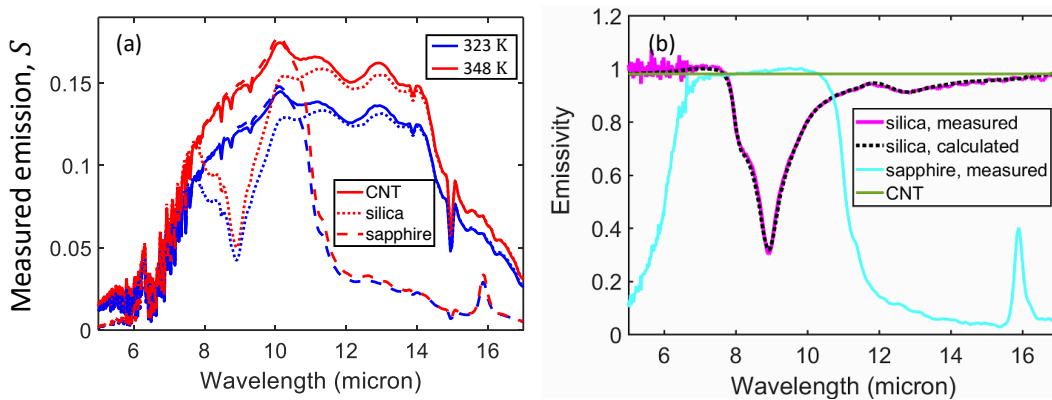 (a)
323 K
348 K
Measured emission, S
0.15
0.1
0.05
0
CNT
silica
sapphire
6 8 10 12 14 16
Wavelength (micron)
(b)
Emissivity
1.2
1
0.8
0.6
0.4
0.2
0
silica, measured
silica, calculated
sapphire, measured
CNT
6 8 10 12 14 16
Wavelength (micron)